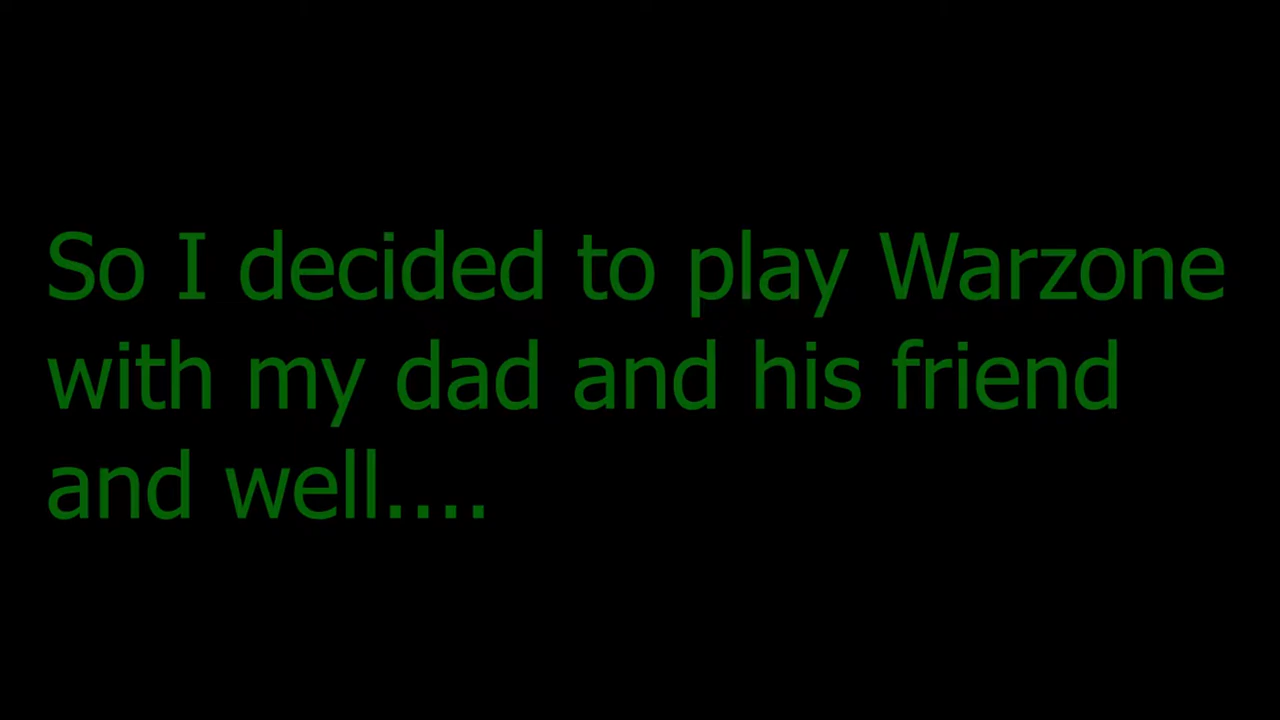 So I decided to play Warzone
with my dad and his friend
and well....